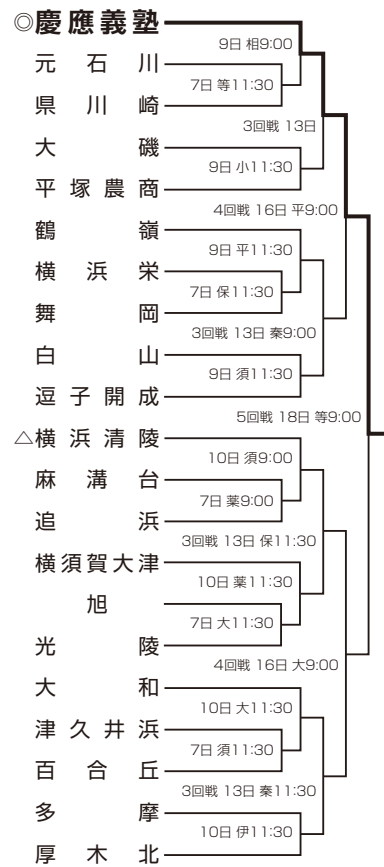 ◎慶應義塾
9日 相9:00
元石川
7日 等11:30
県川崎
3回戦 13日
大磯
9日 小11:30
平塚農商
4回戦 16日 平9:00
鶴嶺
9日 平11:30
横浜栄
7日 保11:30
舞岡
3回戦 13日 秦9:00
白山
9日 須11:30
逗子開成
5回戦 18日 等9:00
△横浜清陵
10日 須9:00
麻溝台
7日 薬9:00
追浜
3回戦 13日 保11:30
横須賀大津
10日 薬11:30
旭
7日 大11:30
光陵
4回戦 16日 大9:00
大和
10日 大11:30
津久井浜
7日 須11:30
百合丘
3回戦 13日 秦11:30
多摩
10日 伊11:30
厚木北